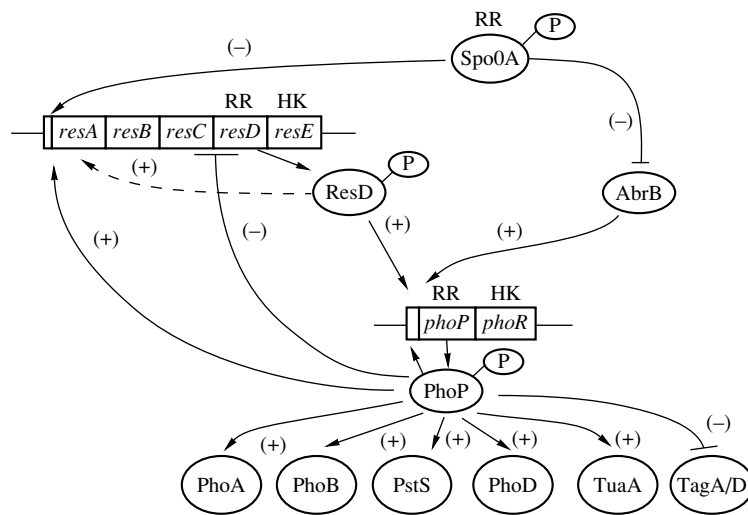 RR
P
Spo0A
(–)
RR HK
resA resB resC resD resE
(–)
(+)
P
ResD
AbrB
(+)
(–)
(+)
(+)
RR HK
phoP phoR
P
PhoP
(–)
(+) (+) (+) (+) (+)
PhoA PhoB PstS PhoD TuaA TagA/D